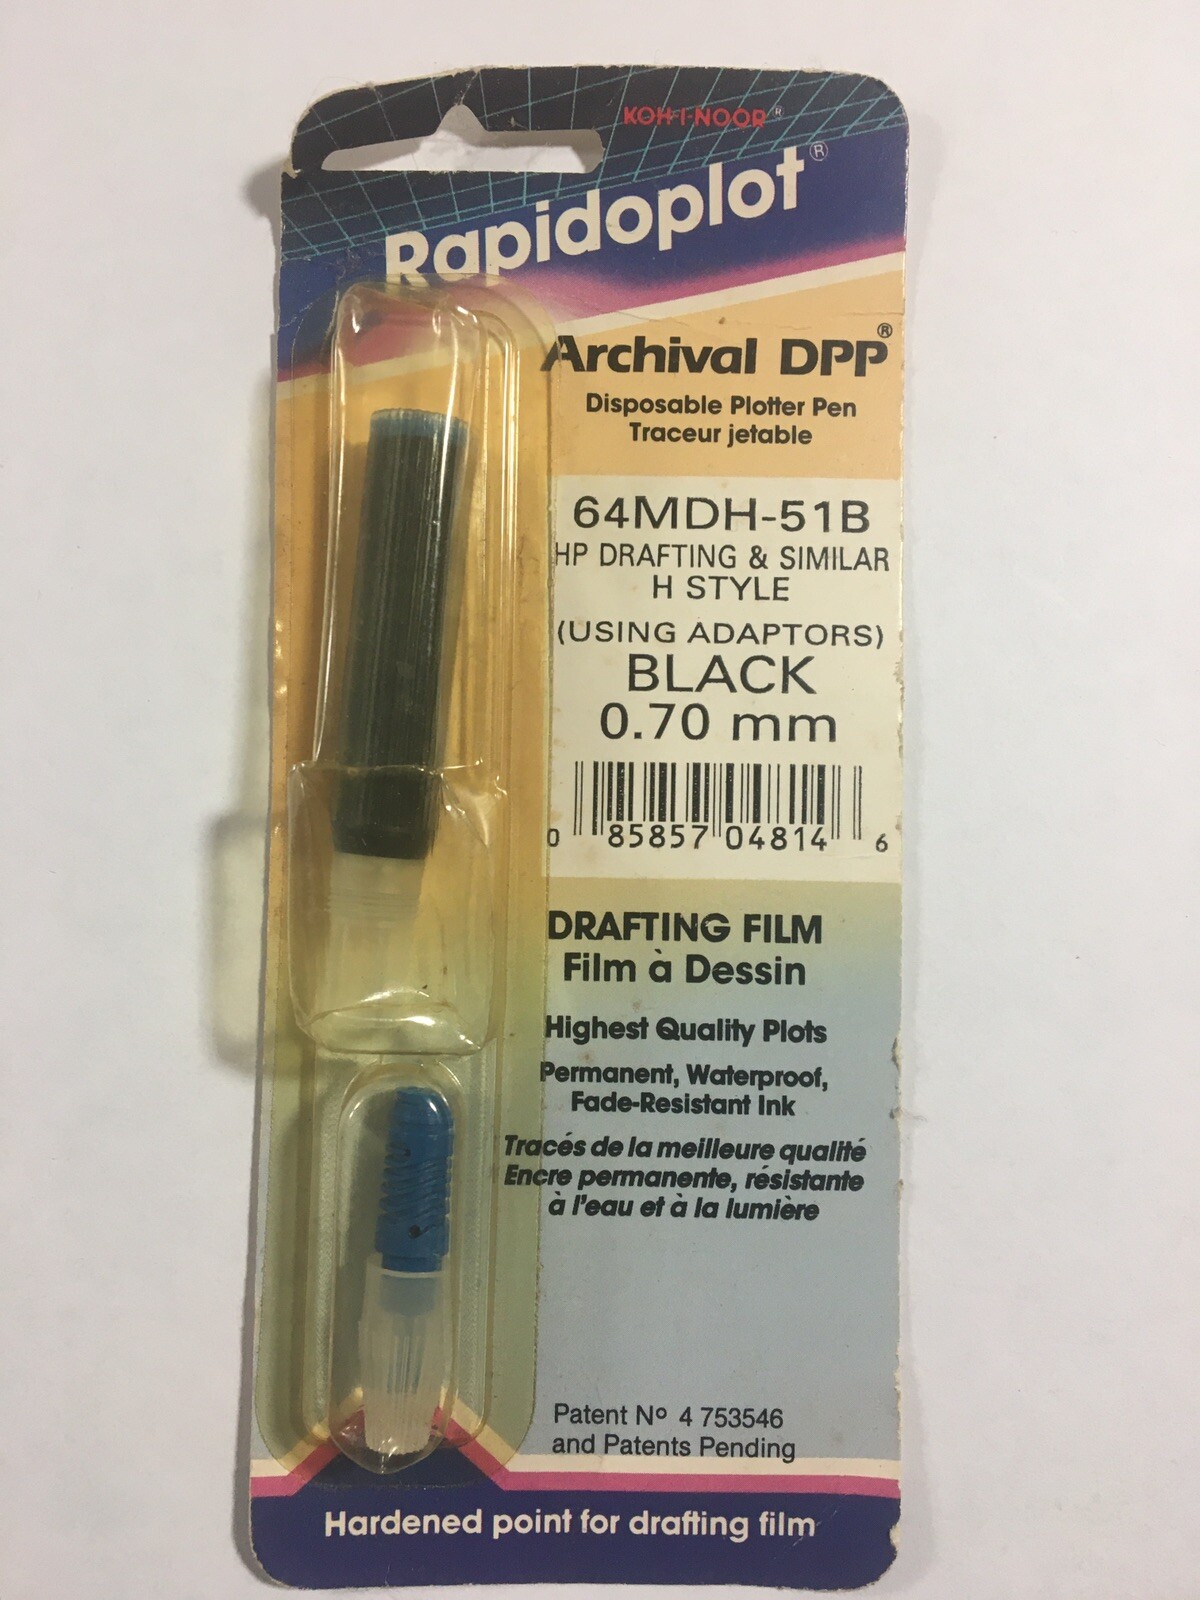 KOH-I-NOOR®
Rapidoplot®
Archival DPP®
Disposable Plotter Pen
Traceur jetable
64MDH-51B
HP DRAFTING & SIMILAR
H STYLE
(USING ADAPTORS)
BLACK
0.70 mm
0 85857 04814 6
DRAFTING FILM
Film à Dessin
Highest Quality Plots
Permanent, Waterproof,
Fade-Resistant Ink
Tracés de la meilleure qualité
Encre permanente, résistante
à l'eau et à la lumière
Patent Nº 4 753546
and Patents Pending
Hardened point for drafting film